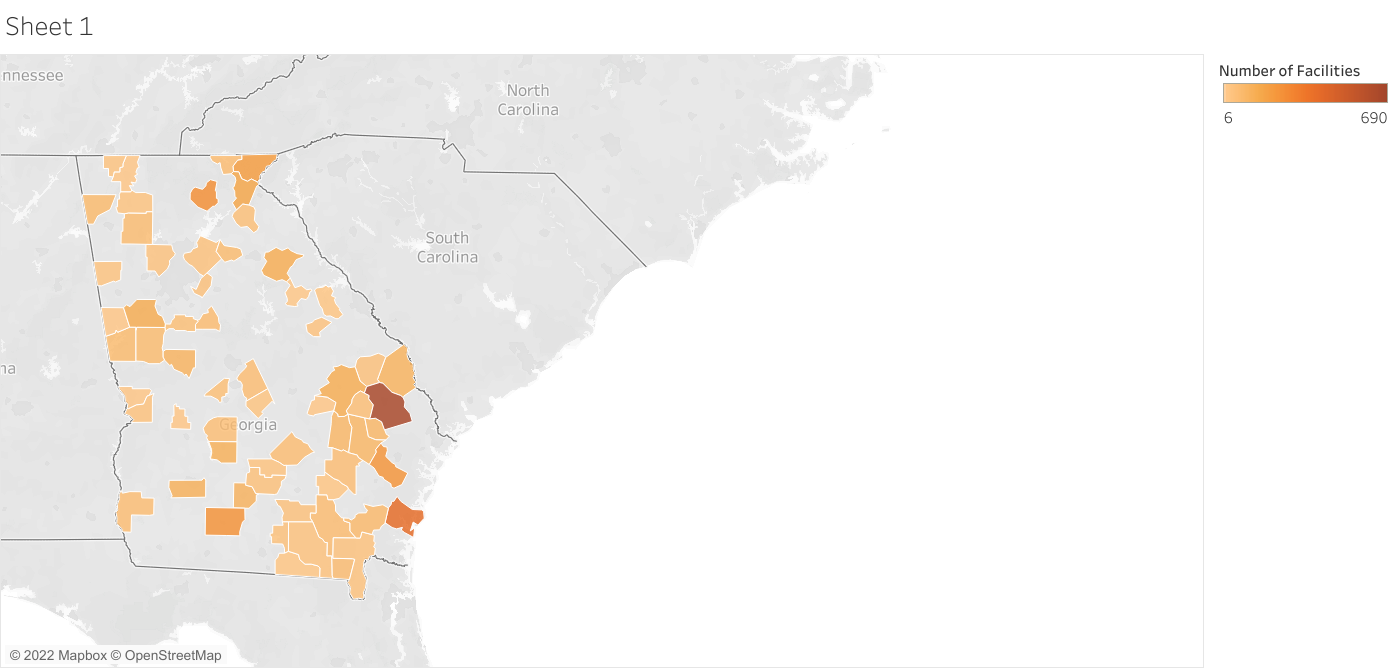 Sheet 1
nnessee
North
Carolina
South
Carolina
na
Georgia
© 2022 Mapbox © OpenStreetMap
Number of Facilities
6
690